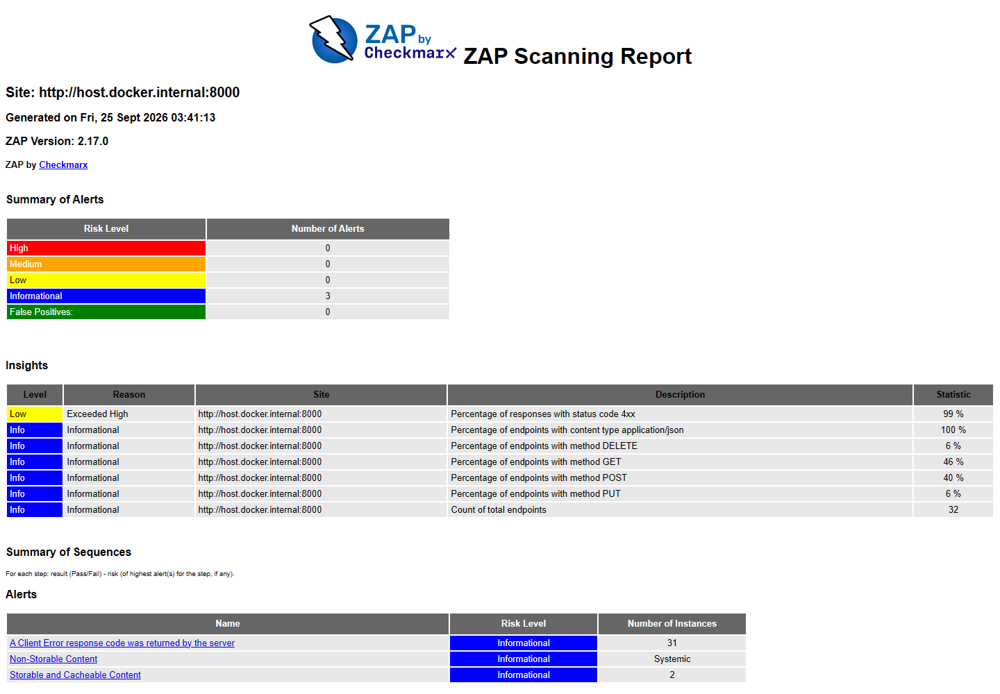 ZAP by
Checkmarx ZAP Scanning Report
Site: http://host.docker.internal:8000
Generated on Fri, 25 Sept 2026 03:41:13
ZAP Version: 2.17.0
ZAP by Checkmarx
Summary of Alerts
Risk Level Number of Alerts
High 0
Medium 0
Low 0
Informational 3
False Positives: 0
Insights
Level Reason Site Description Statistic
Low Exceeded High http://host.docker.internal:8000 Percentage of responses with status code 4xx 99 %
Info Informational http://host.docker.internal:8000 Percentage of endpoints with content type application/json 100 %
Info Informational http://host.docker.internal:8000 Percentage of endpoints with method DELETE 6 %
Info Informational http://host.docker.internal:8000 Percentage of endpoints with method GET 46 %
Info Informational http://host.docker.internal:8000 Percentage of endpoints with method POST 40 %
Info Informational http://host.docker.internal:8000 Percentage of endpoints with method PUT 6 %
Info Informational http://host.docker.internal:8000 Count of total endpoints 32
Summary of Sequences
For each step: result (Pass/Fail) - risk (of highest alert(s) for the step, if any).
Alerts
Name Risk Level Number of Instances
A Client Error response code was returned by the server Informational 31
Non-Storable Content Informational Systemic
Storable and Cacheable Content Informational 2